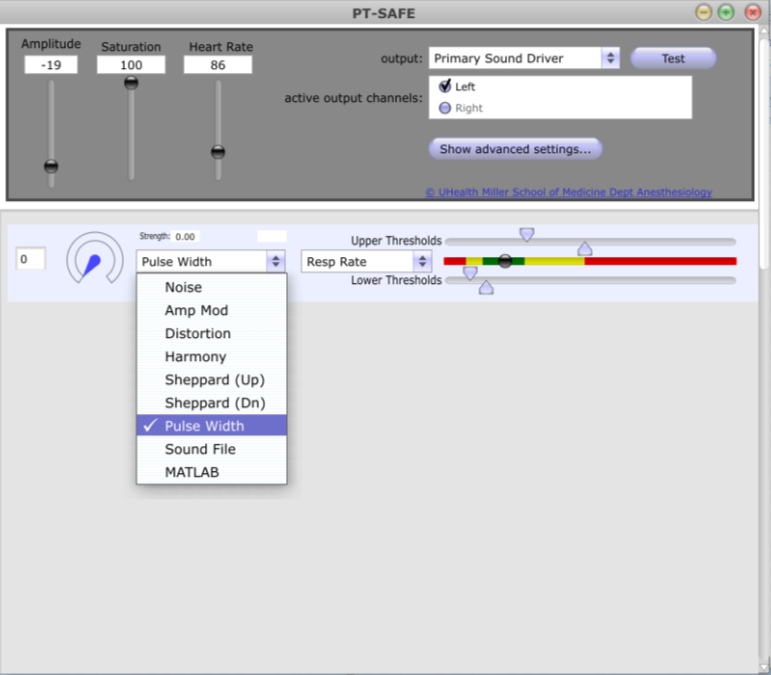 PT-SAFE
Amplitude Saturation Heart Rate
-19 100 86
output: Primary Sound Driver Test
active output channels: Left
Right
Show advanced settings...
© UHealth Miller School of Medicine Dept Anesthesiology
Strength: 0.00
Upper Thresholds
0 Pulse Width Resp Rate
Lower Thresholds
Noise
Amp Mod
Distortion
Harmony
Sheppard (Up)
Sheppard (Dn)
Pulse Width
Sound File
MATLAB